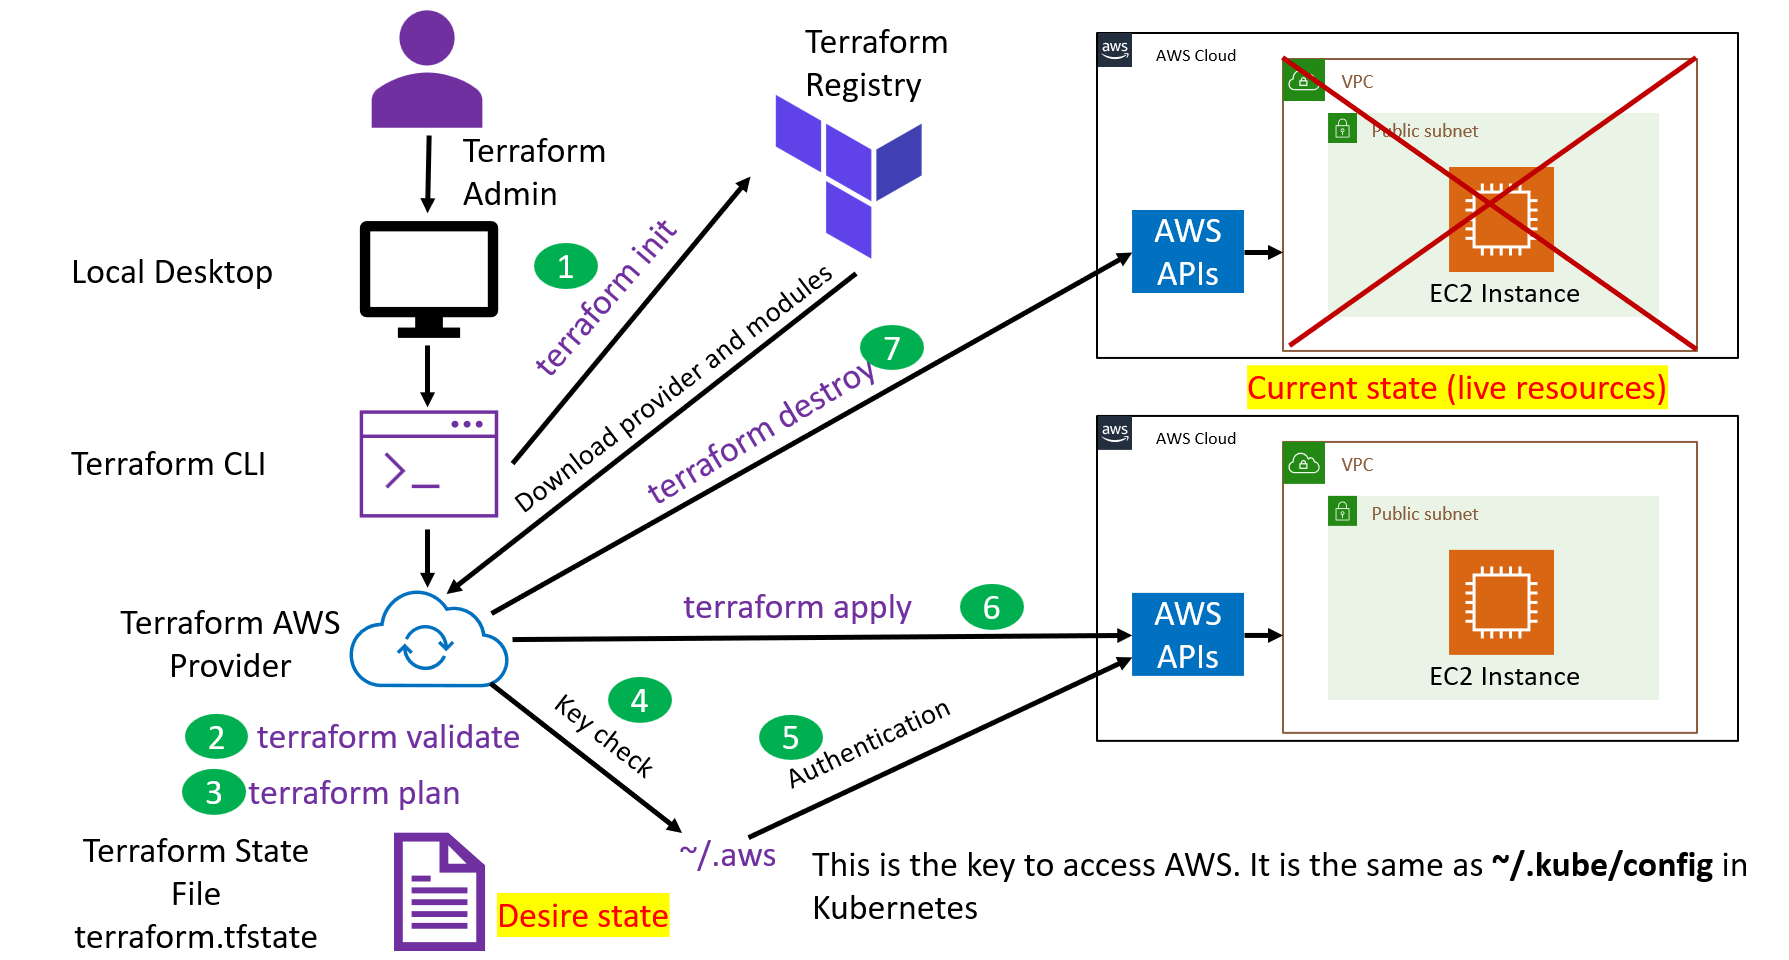 Terraform
Admin
Local Desktop
Terraform CLI
Terraform AWS
Provider
1
terraform init
Terraform
Registry
Download provider and modules
7
terraform destroy
2
terraform validate
3
terraform plan
Terraform State
File
terraform.tfstate
Desire state
4
Key check
~/.aws
5
Authentication
terraform apply
6
This is the key to access AWS. It is the same as ~/.kube/config in
Kubernetes
aws
AWS Cloud
VPC
Public subnet
AWS
APIs
EC2 Instance
Current state (live resources)
aws
AWS Cloud
VPC
Public subnet
AWS
APIs
EC2 Instance